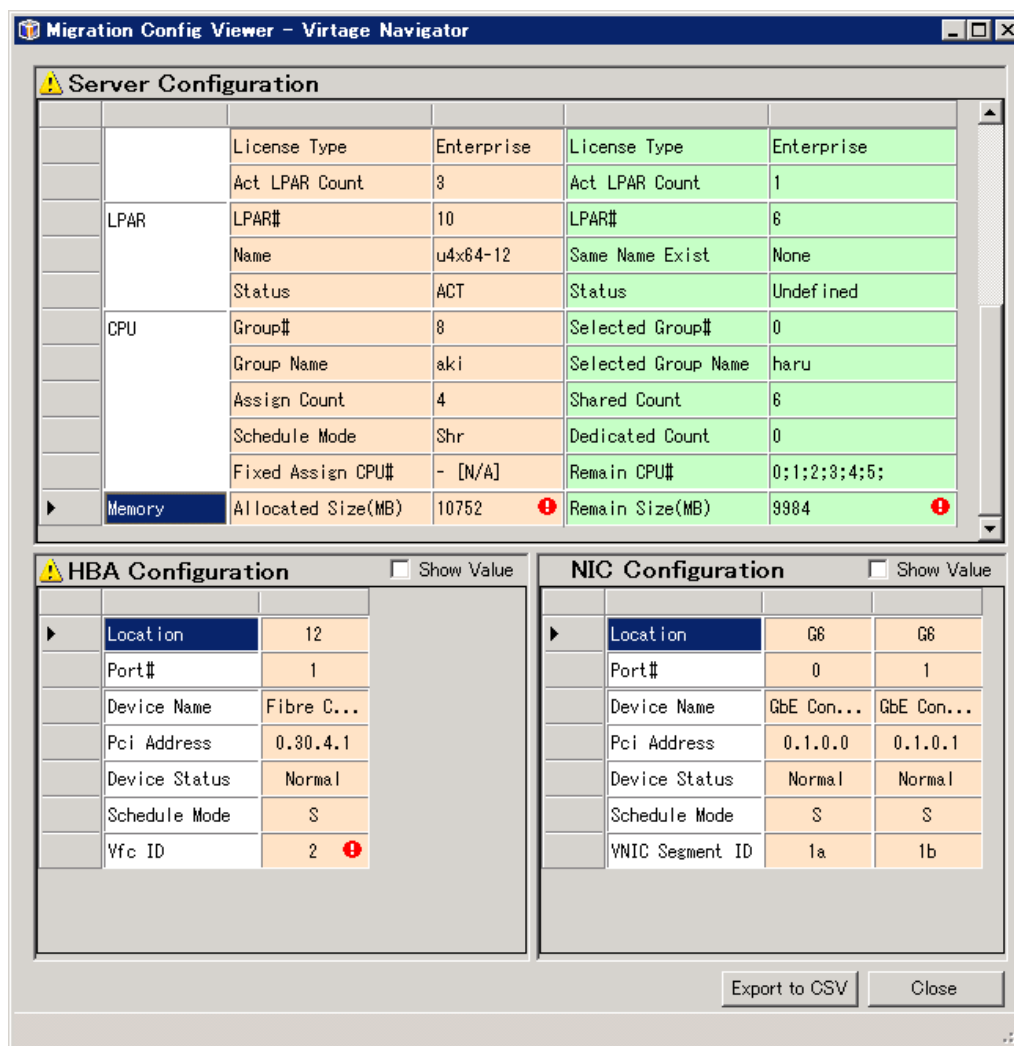 Migration Config Viewer - Virtage Navigator
Server Configuration
License Type Enterprise License Type Enterprise
Act LPAR Count 3 Act LPAR Count 1
LPAR LPAR# 10 LPAR# 6
Name u4x64-12 Same Name Exist None
Status ACT Status Undefined
CPU Group# 8 Selected Group# 0
Group Name aki Selected Group Name haru
Assign Count 4 Shared Count 6
Schedule Mode Shr Dedicated Count 0
Fixed Assign CPU# - [N/A] Remain CPU# 0;1;2;3;4;5;
Memory Allocated Size(MB) 10752 Remain Size(MB) 9984
HBA Configuration Show Value
Location 12
Port# 1
Device Name Fibre C...
Pci Address 0.30.4.1
Device Status Normal
Schedule Mode S
Vfc ID 2
NIC Configuration Show Value
Location G6 G6
Port# 0 1
Device Name GbE Con... GbE Con...
Pci Address 0.1.0.0 0.1.0.1
Device Status Normal Normal
Schedule Mode S S
VNIC Segment ID 1a 1b
Export to CSV Close